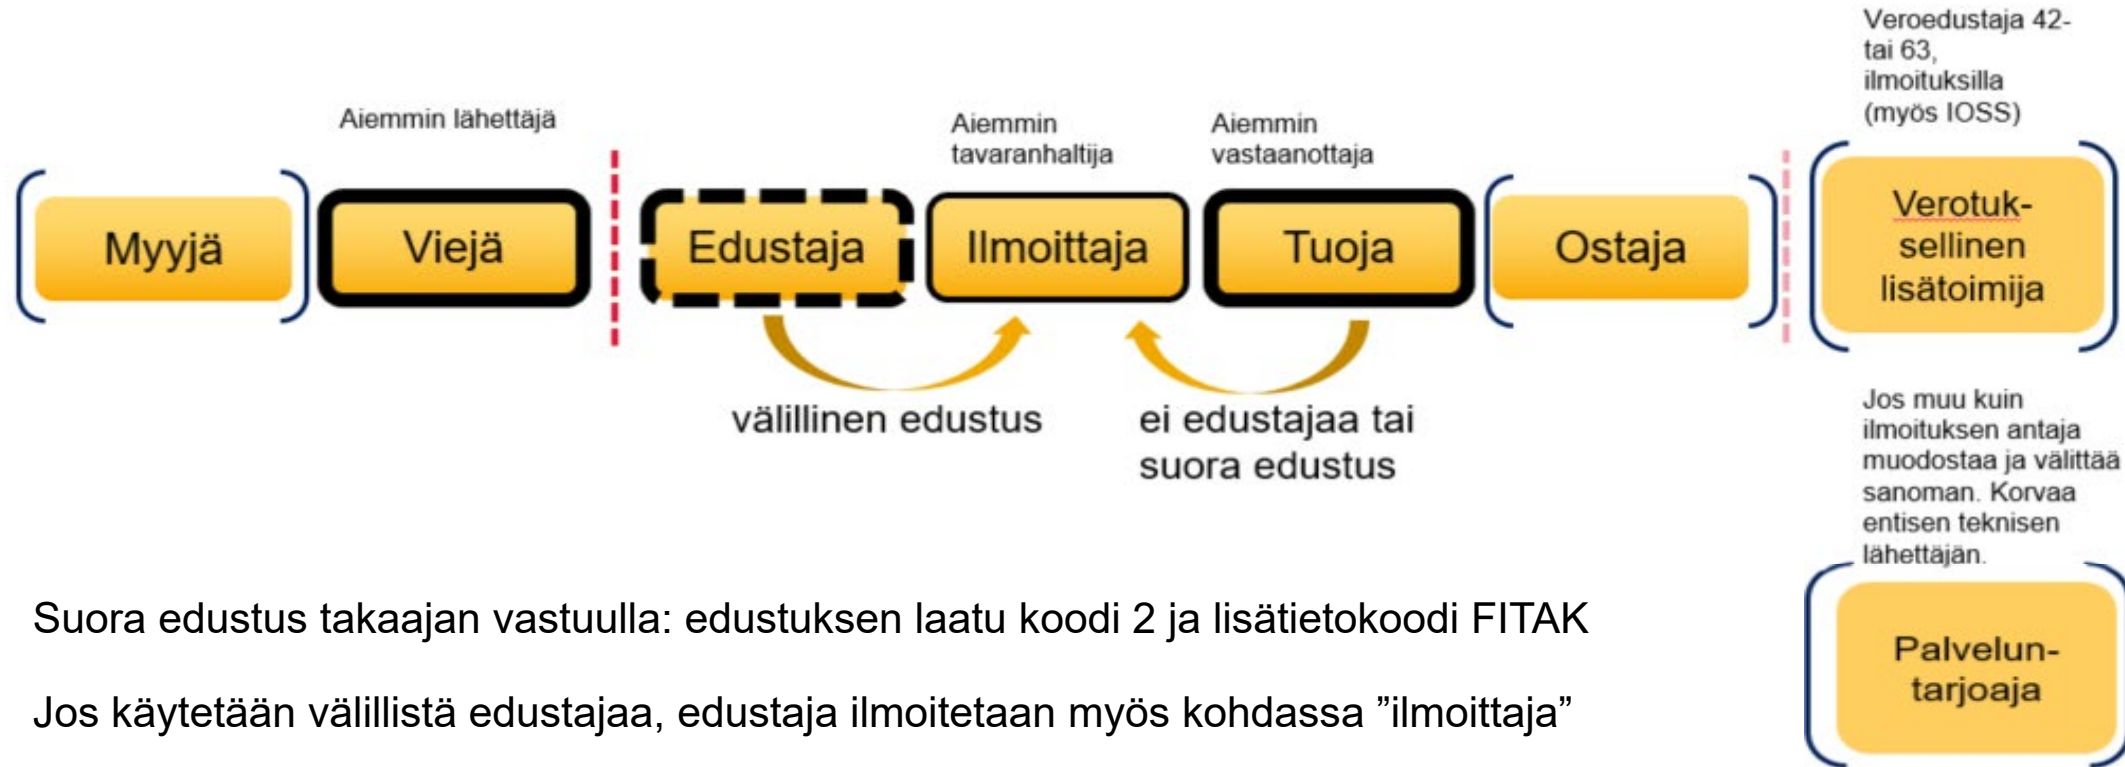 Veroedustaja 42-
tai 63,
ilmoituksilla
(myös IOSS)
Aiemmin lähettäjä
Aiemmin
tavaranhaltija
Aiemmin
vastaanottaja
Myyjä
Viejä
Edustaja
Ilmoittaja
Tuoja
Ostaja
Verotuk-
sellinen
lisätoimija
välillinen edustus
ei edustajaa tai
suora edustus
Jos muu kuin
ilmoituksen antaja
muodostaa ja välittää
sanoman. Korvaa
entisen teknisen
lähettäjän.
Palvelun-
tarjoaja
Suora edustus takaajan vastuulla: edustuksen laatu koodi 2 ja lisätietokoodi FITAK
Jos käytetään välillistä edustajaa, edustaja ilmoitetaan myös kohdassa ”ilmoittaja”